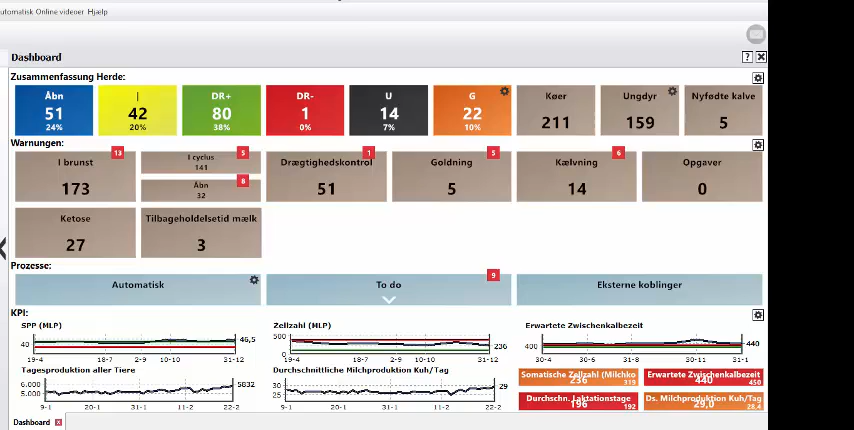 utomatisk Online videoer Hjælp
Dashboard ?
Zusammenfassung Herde:
Åbn | DR+ DR- U G Køer Ungdyr Nyfødte kalve
51 42 80 1 14 22 211 159 5
24% 20% 38% 0% 7% 10%
Warnungen:
13 5 1 5 6
I brunst I cyclus Drægtighedskontrol Goldning Kælvning Opgaver
173 141 51 5 14 0
8
Åbn
32
Ketose Tilbageholdelsetid mælk
27 3
Prozesse:
9
Automatisk To do Eksterne koblinger
KPI:
SPP (MLP) Zellzahl (MLP) Erwartete Zwischenkalbezeit
40 46,5 500 0 236 400 440
19-4 18-7 2-9 10-10 31-12 19-4 18-7 2-9 10-10 31-12 30-4 30-6 31-8 30-11 31-1
Tagesproduktion aller Tiere Durchschnittliche Milchproduktion Kuh/Tag
6.000 5.000 5832 30 25 29
9-1 20-1 31-1 11-2 22-2 9-1 20-1 31-1 11-2 22-2
Somatische Zellzahl (Milchko 236 319 Erwartete Zwischenkalbezeit 440 450
Durchschn. Laktationstage 196 192 Ds. Milchproduktion Kuh/Tag 29,0 28,4
Dashboard x